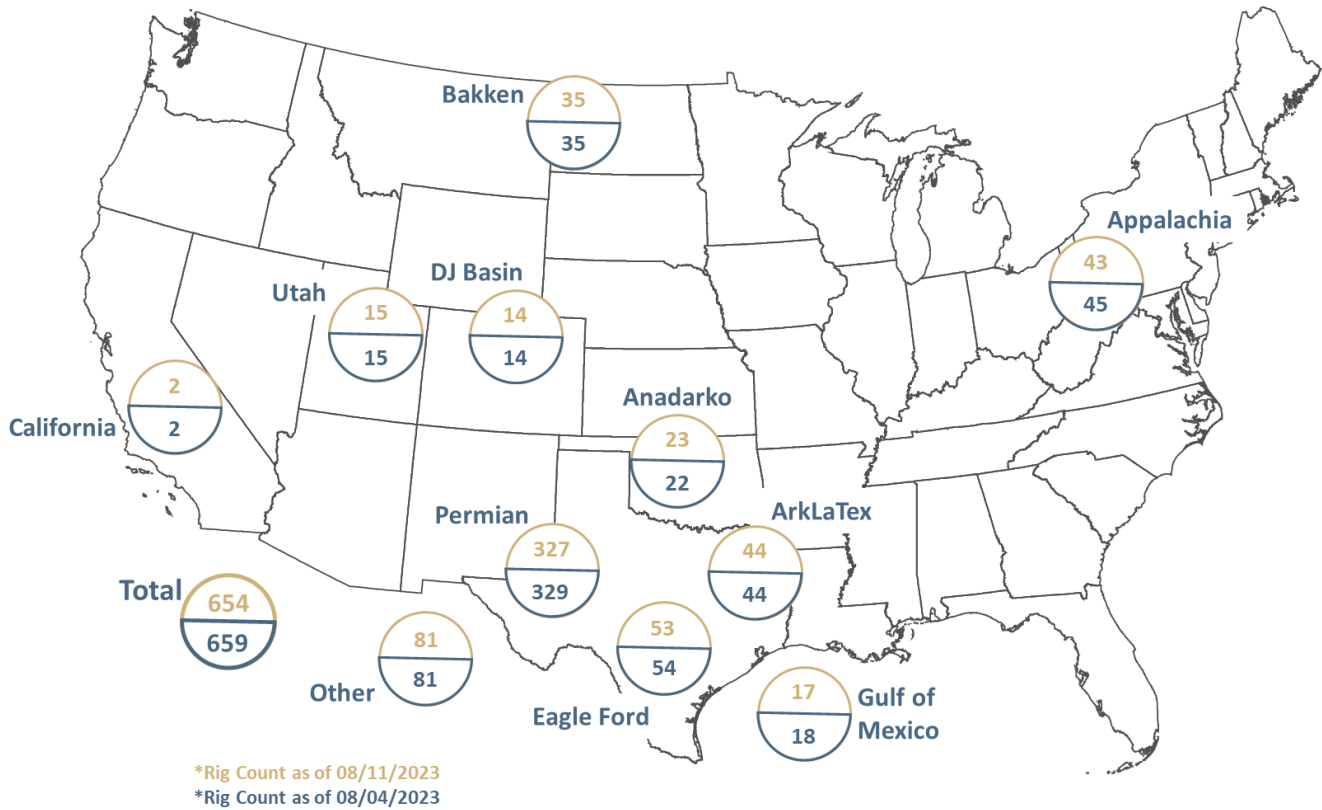 Bakken
35
35
Appalachia
43
45
DJ Basin
14
14
Utah
15
15
California
2
2
Anadarko
23
22
ArkLaTex
44
44
Permian
327
329
Total
654
659
Other
81
81
Eagle Ford
53
54
Gulf of
Mexico
17
18
*Rig Count as of 08/11/2023
*Rig Count as of 08/04/2023